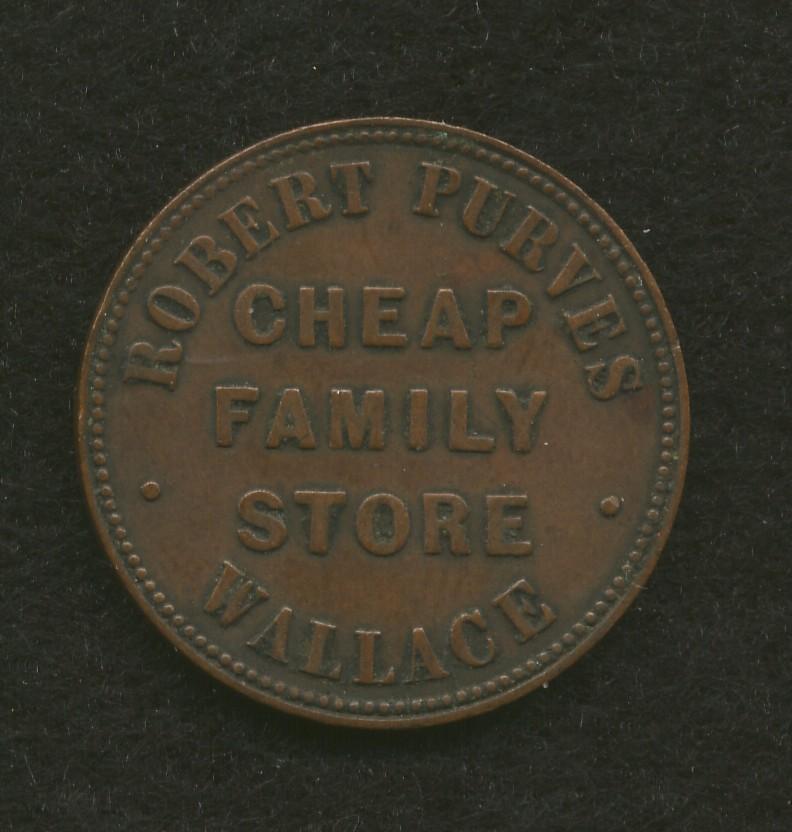 ROBERT PURVES
CHEAP
FAMILY
STORE
WALLACE